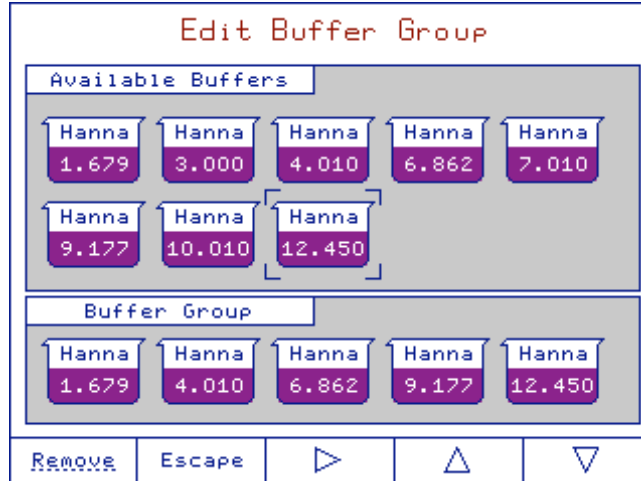 Edit Buffer Group
Available Buffers
Hanna Hanna Hanna Hanna Hanna
1.679 3.000 4.010 6.862 7.010
Hanna Hanna Hanna
9.177 10.010 12.450
Buffer Group
Hanna Hanna Hanna Hanna Hanna
1.679 4.010 6.862 9.177 12.450
Remove Escape